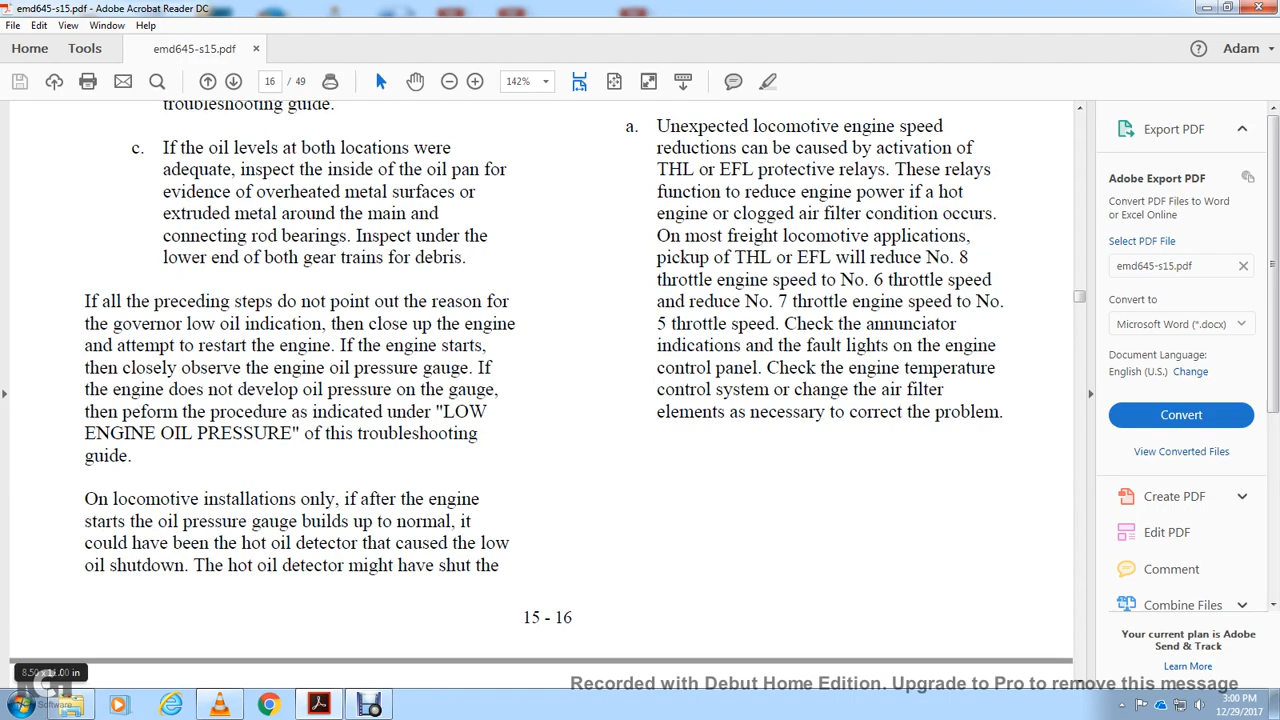 emd645-s15.pdf - Adobe Acrobat Reader DC
File Edit View Window Help
Home Tools emd645-s15.pdf × ? Adam
16 / 49 142%
troubleshooting guide.
c. If the oil levels at both locations were
adequate, inspect the inside of the oil pan for
evidence of overheated metal surfaces or
extruded metal around the main and
connecting rod bearings. Inspect under the
lower end of both gear trains for debris.
If all the preceding steps do not point out the reason for
the governor low oil indication, then close up the engine
and attempt to restart the engine. If the engine starts,
then closely observe the engine oil pressure gauge. If
the engine does not develop oil pressure on the gauge,
then peform the procedure as indicated under "LOW
ENGINE OIL PRESSURE" of this troubleshooting
guide.
On locomotive installations only, if after the engine
starts the oil pressure gauge builds up to normal, it
could have been the hot oil detector that caused the low
oil shutdown. The hot oil detector might have shut the
a. Unexpected locomotive engine speed
reductions can be caused by activation of
THL or EFL protective relays. These relays
function to reduce engine power if a hot
engine or clogged air filter condition occurs.
On most freight locomotive applications,
pickup of THL or EFL will reduce No. 8
throttle engine speed to No. 6 throttle speed
and reduce No. 7 throttle engine speed to No.
5 throttle speed. Check the annunciator
indications and the fault lights on the engine
control panel. Check the engine temperature
control system or change the air filter
elements as necessary to correct the problem.
15 - 16
Export PDF
Adobe Export PDF
Convert PDF Files to Word
or Excel Online
Select PDF File
emd645-s15.pdf
Convert to
Microsoft Word (*.docx)
Document Language:
English (U.S.) Change
Convert
View Converted Files
Create PDF
Edit PDF
Comment
Combine Files
Your current plan is Adobe
Send & Track
Learn More
8.50 x 11.00 in
Recorded with Debut Home Edition. Upgrade to Pro to remove this message
Software
3:00 PM
12/29/2017